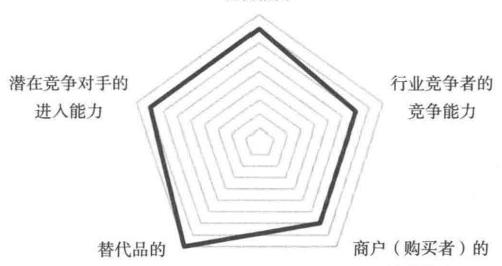 潜在竞争对手的
进入能力
行业竞争者的
竞争能力
替代品的
商户（购买者）的